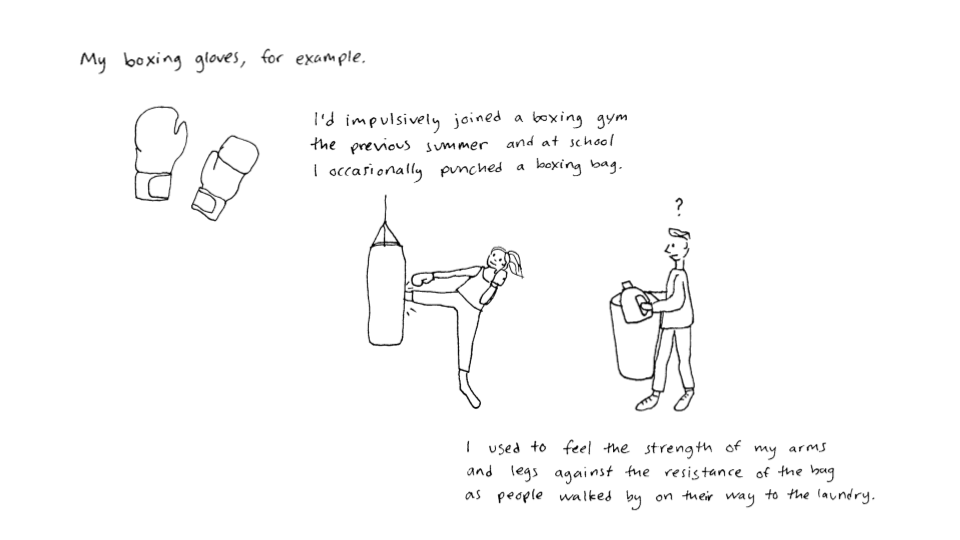 My boxing gloves, for example.
I'd impulsively joined a boxing gym
the previous summer and at school
I occasionally punched a boxing bag.
?
I used to feel the strength of my arms
and legs against the resistance of the bag
as people walked by on their way to the laundry.